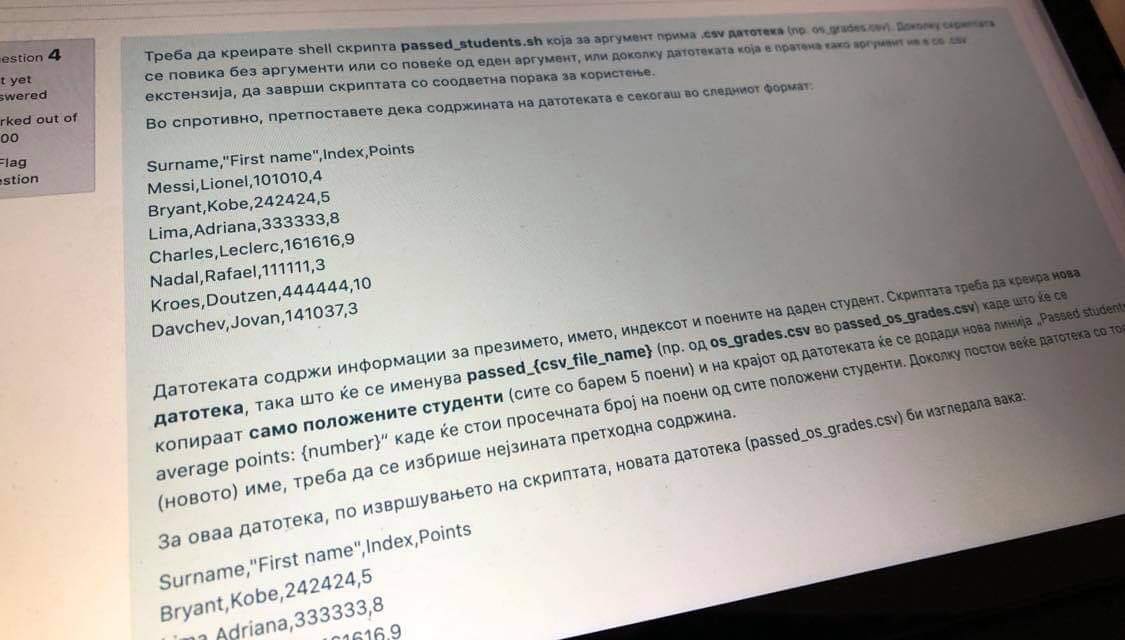 estion 4
t yet
swered
rked out of
00
Flag
estion
Треба да креирате shell скрипта passed_students.sh која за аргумент прима .csv датотека (пр. os_grades.csv). Доколку скриптата
се повика без аргументи или со повеќе од еден аргумент, или доколку датотеката која е пратена како аргумент не е со .csv
екстензија, да заврши скриптата со соодветна порака за користење.
Во спротивно, претпоставете дека содржината на датотеката е секогаш во следниот формат:
Surname,"First name",Index,Points
Messi,Lionel,101010,4
Bryant,Kobe,242424,5
Lima,Adriana,333333,8
Charles,Leclerc,161616,9
Nadal,Rafael,111111,3
Kroes,Doutzen,444444,10
Davchev,Jovan,141037,3
Датотеката содржи информации за презимето, името, индексот и поените на даден студент. Скриптата треба да креира нова
датотека, така што ќе се именува passed_{csv_file_name} (пр. од os_grades.csv во passed_os_grades.csv) каде што ќе се
копираат само положените студенти (сите со барем 5 поени) и на крајот од датотеката ќе се додади нова линија „Passed student
average points: {number}“ каде ќе стои просечната број на поени од сите положени студенти. Доколку постои веќе датотека со
(новото) име, треба да се избрише нејзината претходна содржина.
За оваа датотека, по извршувањето на скриптата, новата датотека (passed_os_grades.csv) би изгледала вака:
Surname,"First name",Index,Points
Bryant,Kobe,242424,5
Adriana,333333,8
1616,9